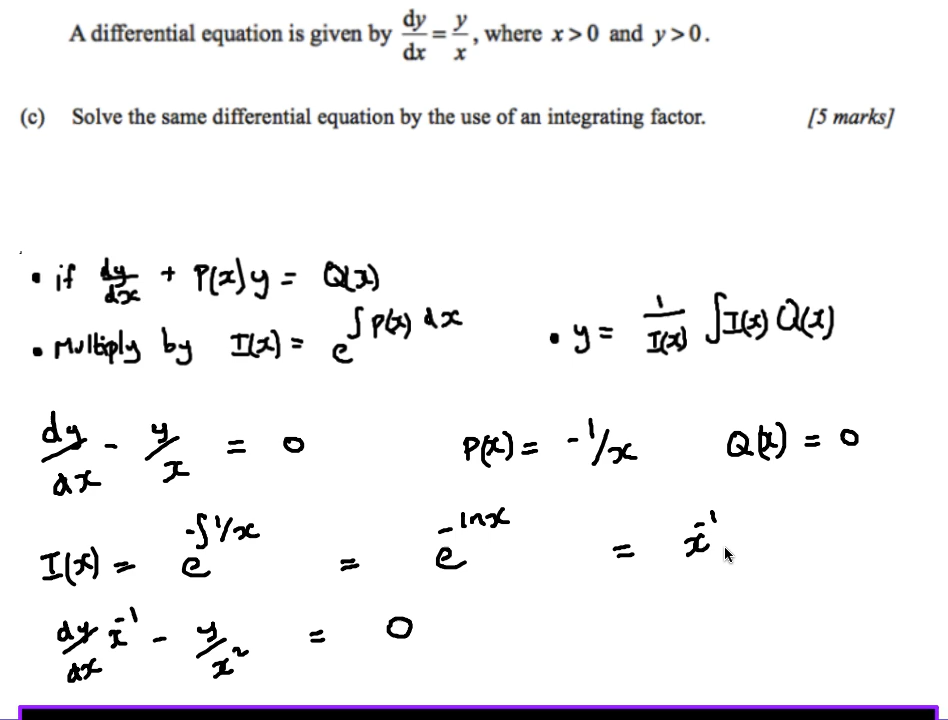 A differential equation is given by dy/dx = y/x, where x > 0 and y > 0.
(c) Solve the same differential equation by the use of an integrating factor. [5 marks]
• if dy/dx + P(x)y = Q(x)
• Multiply by I(x) = e^∫P(x) dx
• y = 1/I(x) ∫I(x) Q(x)
dy/dx - y/x = 0 P(x) = -1/x Q(x) = 0
I(x) = e^-∫1/x = e^-lnx = x^-1
dy/dx x^-1 - y/x^2 = 0